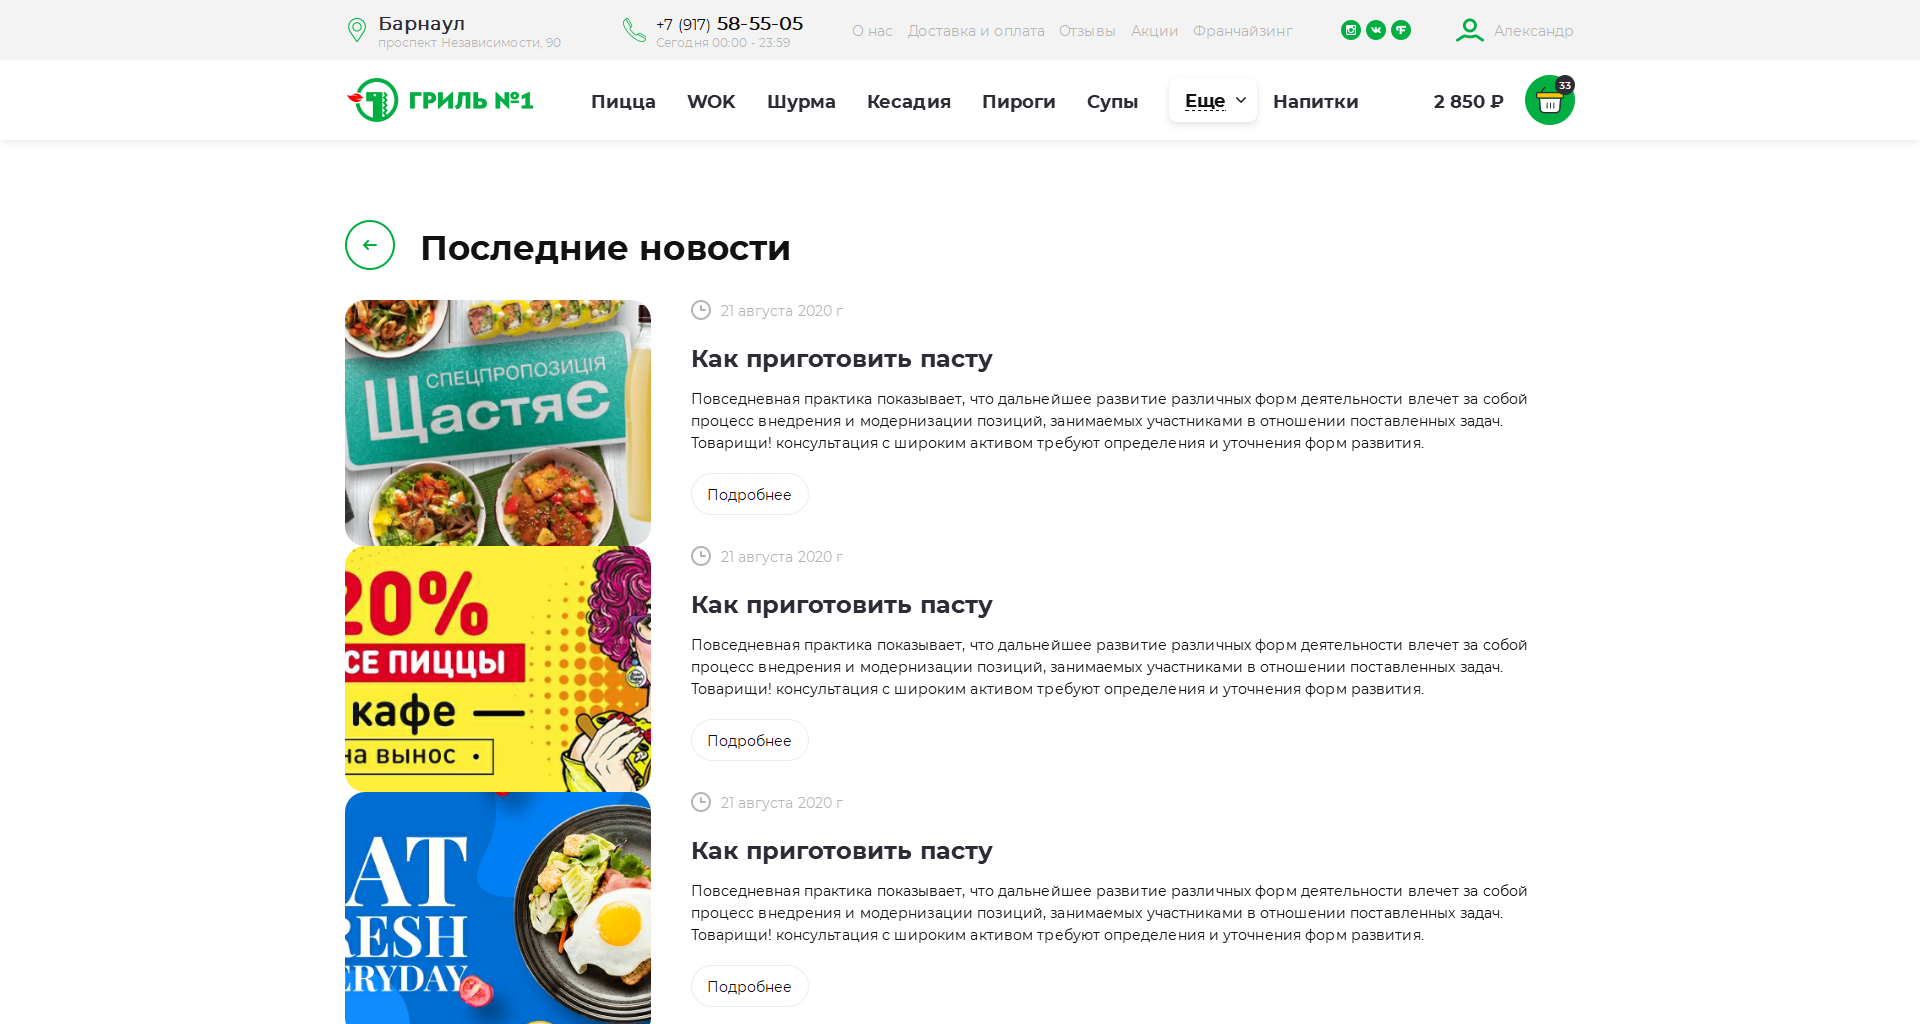 Барнаул
проспект Независимости, 90
+7 (917) 58-55-05
Сегодня 00:00 - 23:59
О нас Доставка и оплата Отзывы Акции Франчайзинг
Александр
ГРИЛЬ №1
Пицца WOK Шурма Кесадия Пироги Супы Еще Напитки
2 850 ₽
33
Последние новости
СПЕЦПРОПОЗИЦІЯ
ЩастяЄ
21 августа 2020 г
Как приготовить пасту
Повседневная практика показывает, что дальнейшее развитие различных форм деятельности влечет за собой
процесс внедрения и модернизации позиций, занимаемых участниками в отношении поставленных задач.
Товарищи! консультация с широким активом требуют определения и уточнения форм развития.
Подробнее
20%
СЕ ПИЦЦЫ
кафе —
на вынос •
21 августа 2020 г
Как приготовить пасту
Повседневная практика показывает, что дальнейшее развитие различных форм деятельности влечет за собой
процесс внедрения и модернизации позиций, занимаемых участниками в отношении поставленных задач.
Товарищи! консультация с широким активом требуют определения и уточнения форм развития.
Подробнее
AT
RESH
ERYDAY
21 августа 2020 г
Как приготовить пасту
Повседневная практика показывает, что дальнейшее развитие различных форм деятельности влечет за собой
процесс внедрения и модернизации позиций, занимаемых участниками в отношении поставленных задач.
Товарищи! консультация с широким активом требуют определения и уточнения форм развития.
Подробнее